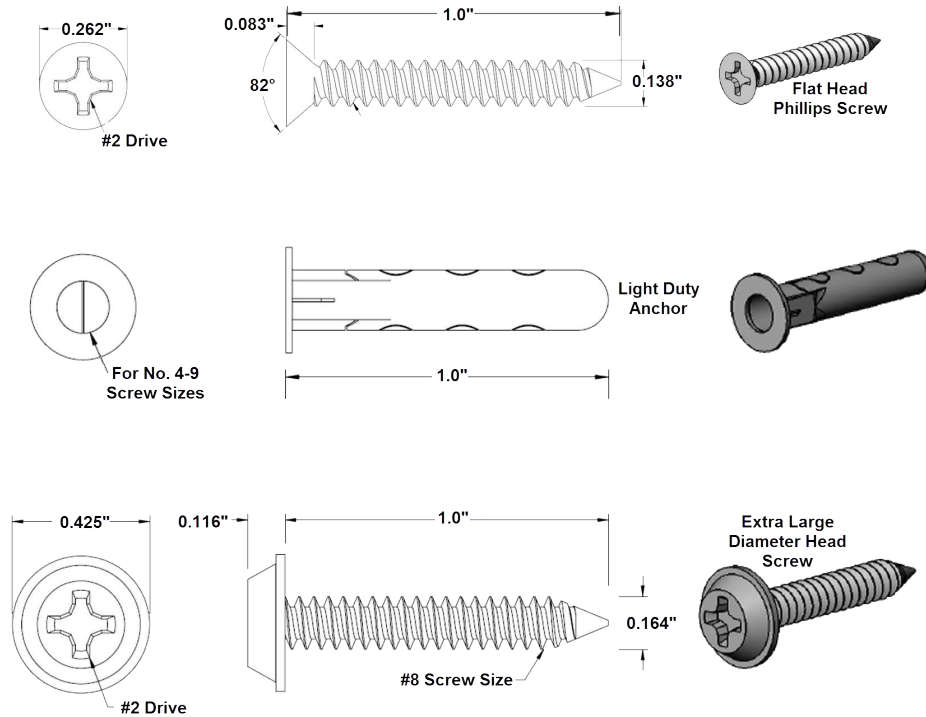 0.262"
#2 Drive
1.0"
0.083"
82°
0.138"
Flat Head
Phillips Screw
For No. 4-9
Screw Sizes
1.0"
Light Duty
Anchor
0.425"
#2 Drive
0.116"
1.0"
0.164"
#8 Screw Size
Extra Large
Diameter Head
Screw